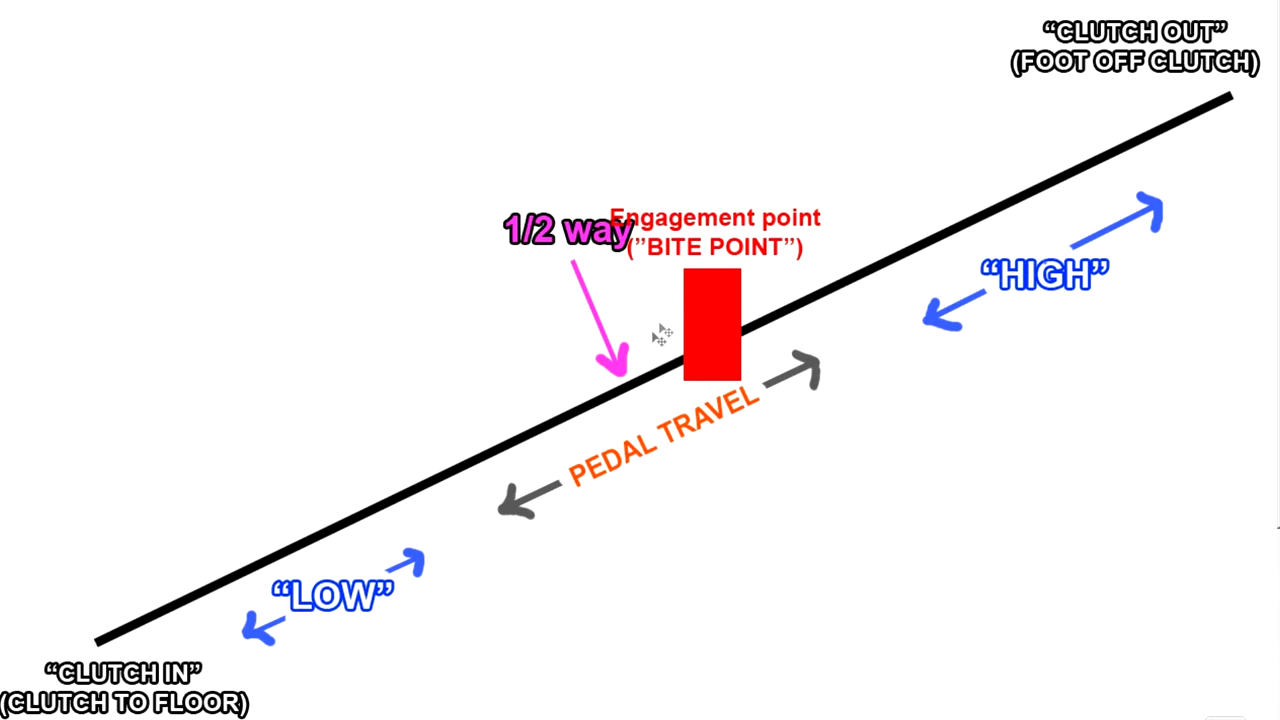 “CLUTCH OUT”
(FOOT OFF CLUTCH)
1/2 way
Engagement point
(”BITE POINT”)
“HIGH”
PEDAL TRAVEL
“LOW”
“CLUTCH IN”
(CLUTCH TO FLOOR)